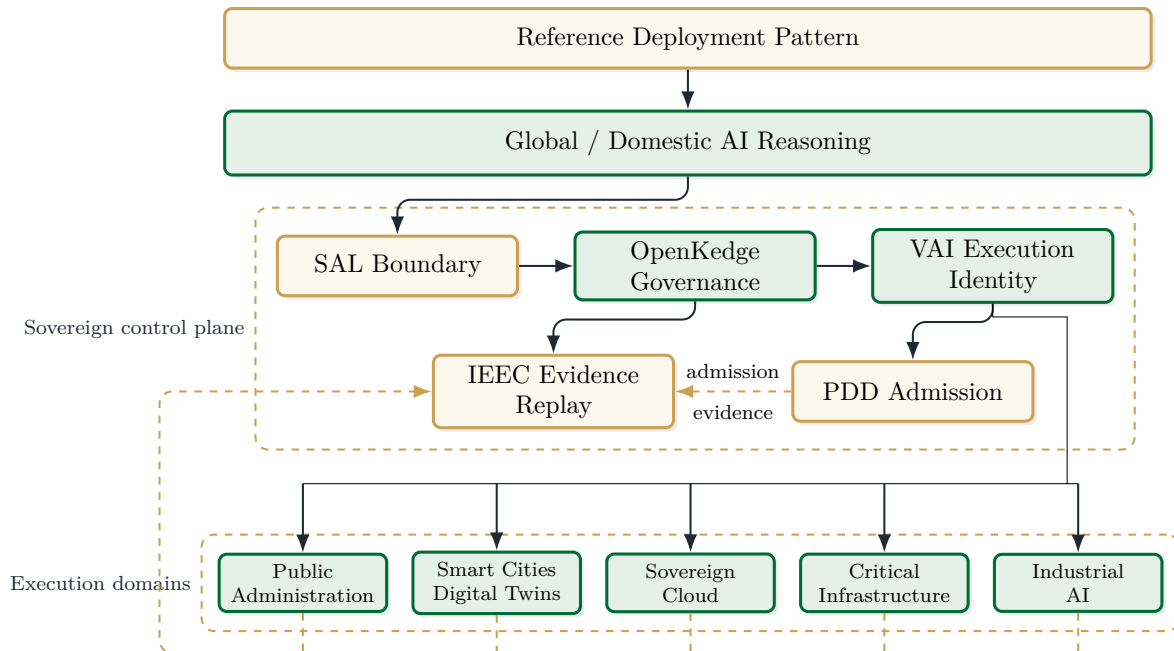 Reference Deployment Pattern
Global / Domestic AI Reasoning
SAL Boundary
OpenKedge
Governance
VAI Execution
Identity
Sovereign control plane
IEEC Evidence
Replay
admission
evidence
PDD Admission
Execution domains
Public
Administration
Smart Cities
Digital Twins
Sovereign
Cloud
Critical
Infrastructure
Industrial
AI